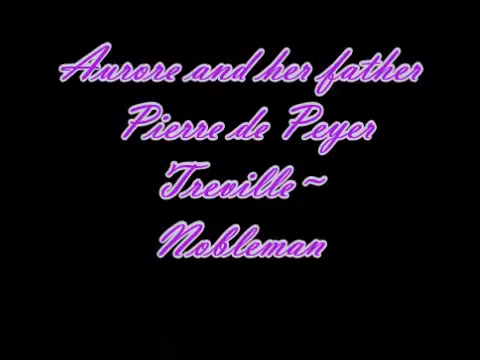 Aurore and her father
Pierre de Peyer
Treville ~
Nobleman